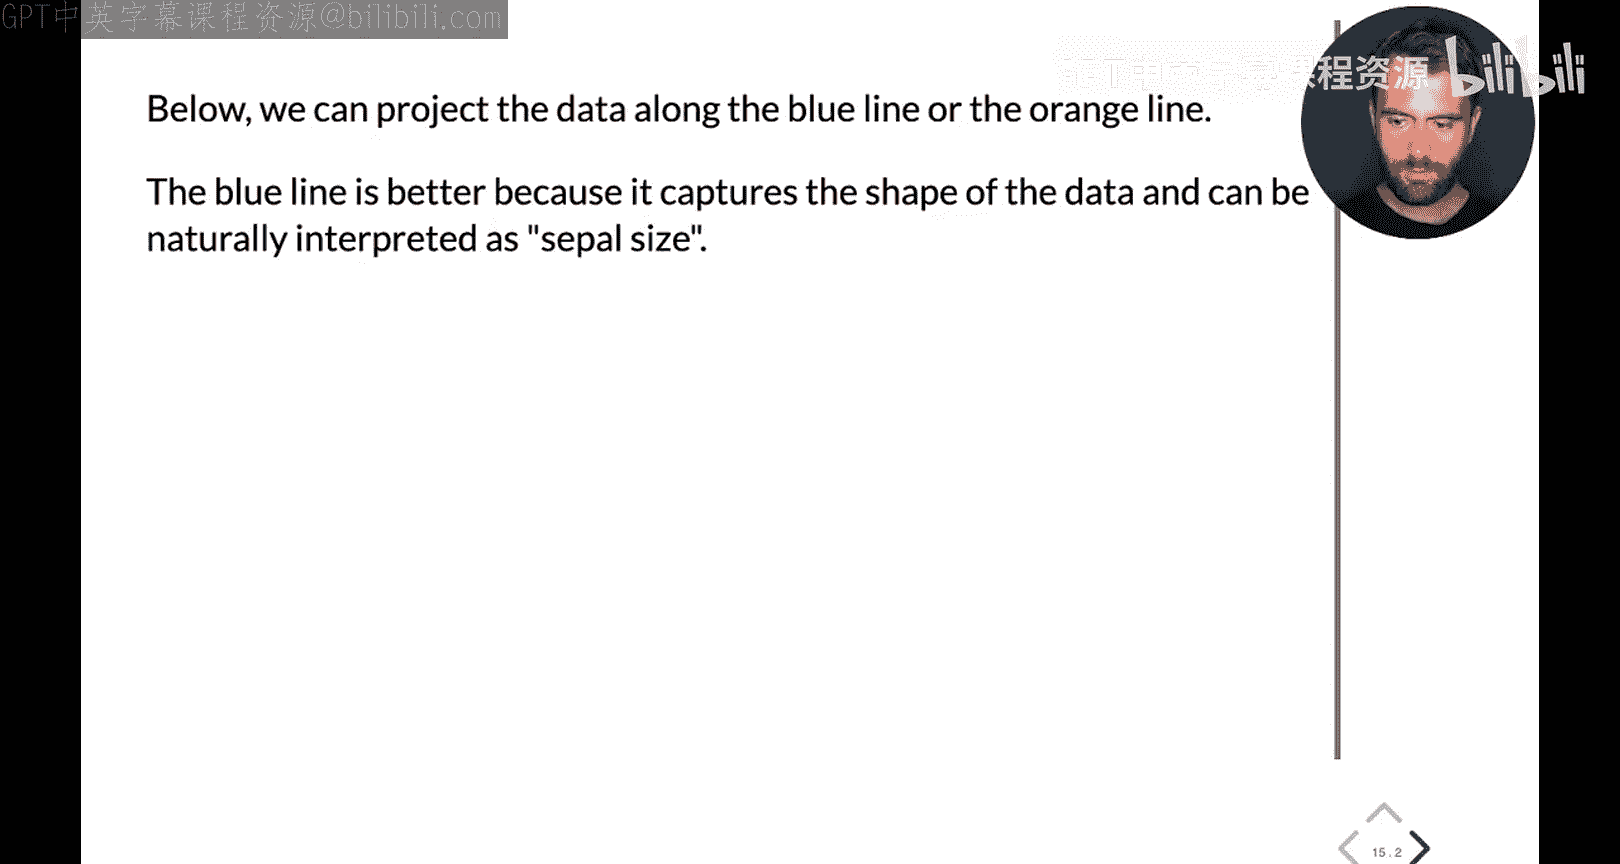 GPT中英字幕课程资源@bilibili.com
程资源 bilibili
Below, we can project the data along the blue line or the orange line.
The blue line is better because it captures the shape of the data and can be
naturally interpreted as "sepal size".
15.2